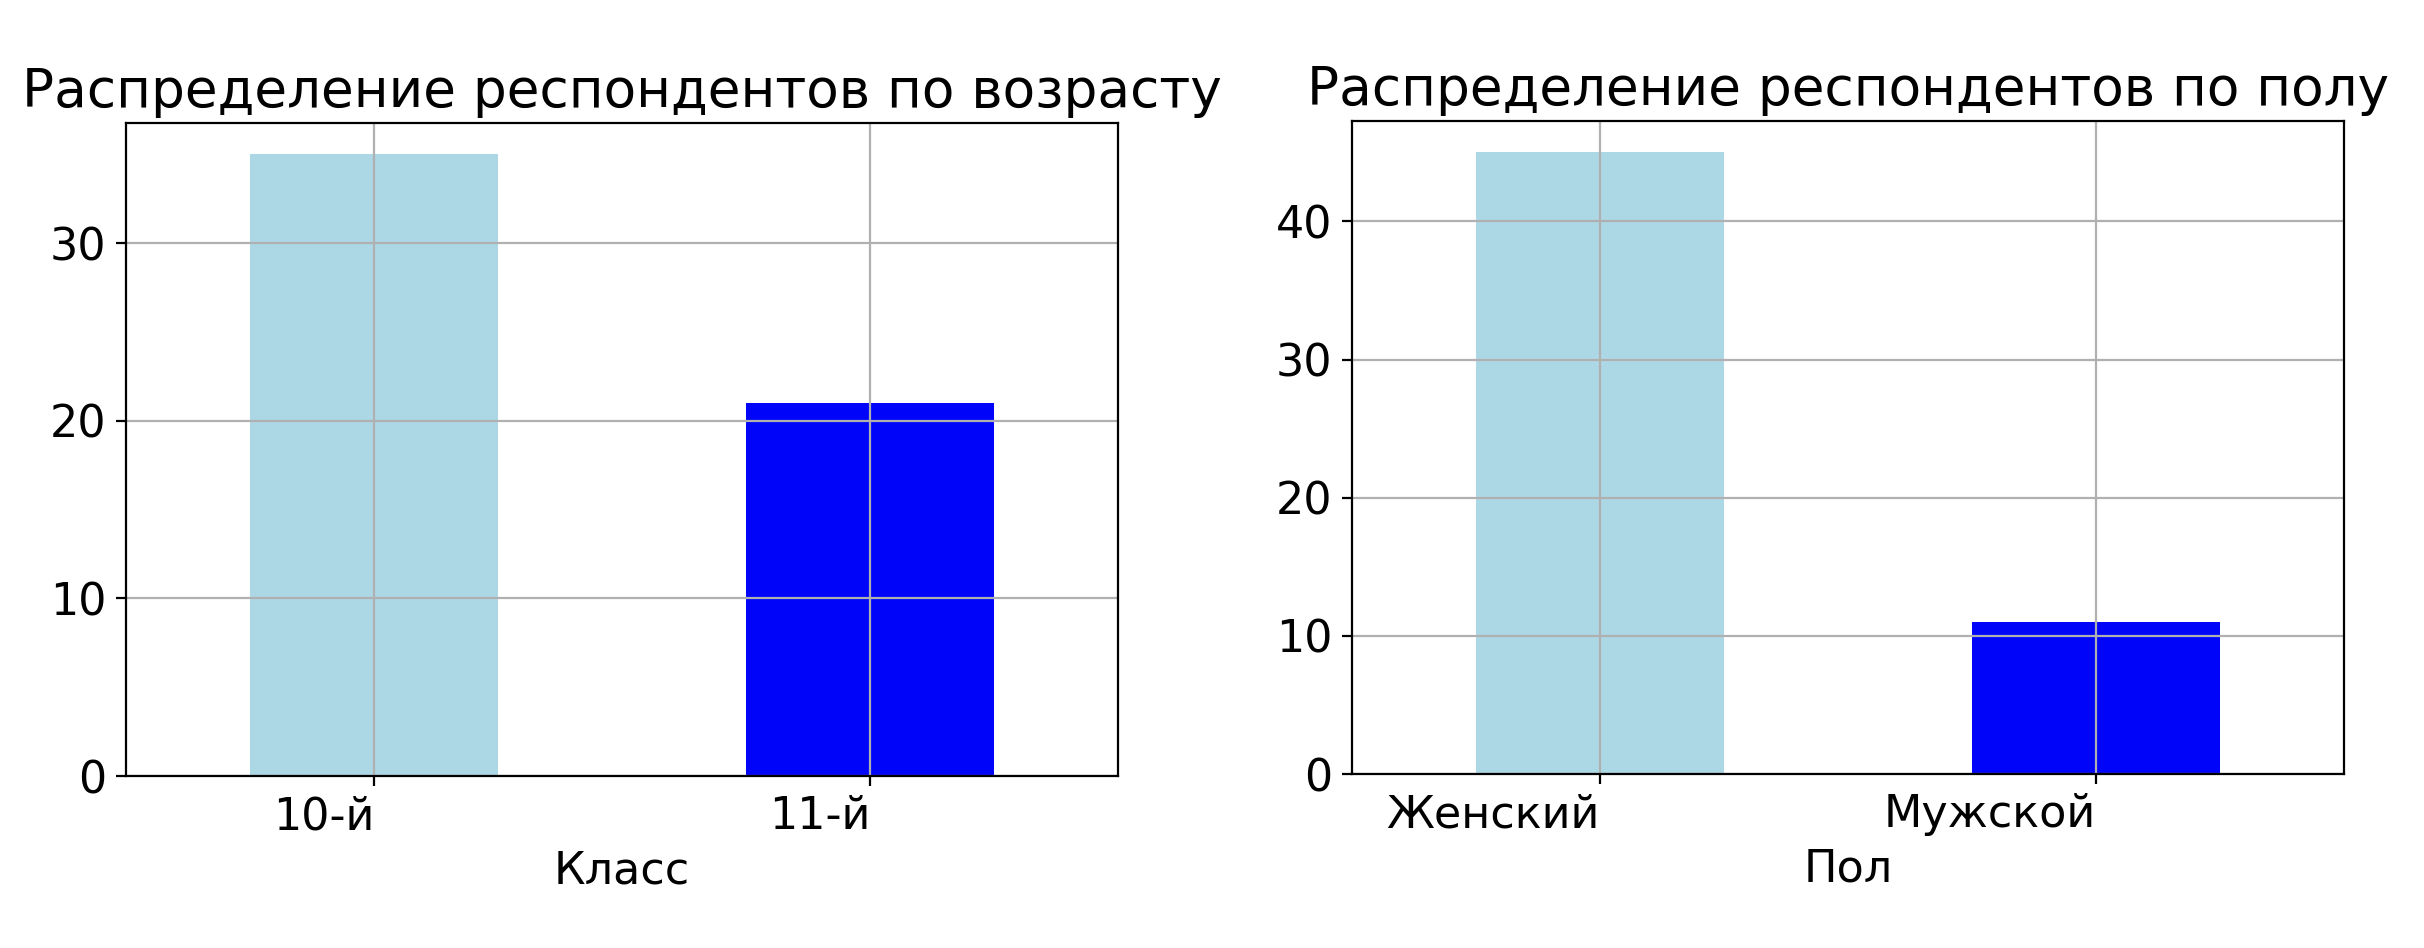 Распределение респондентов по возрасту
30
20
10
0
10-й 11-й
Класс
Распределение респондентов по полу
40
30
20
10
0
Женский Мужской
Пол